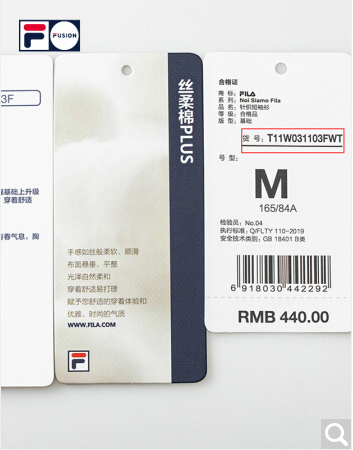 F FUSION
3F
基础上升级
穿着舒适
春气息，胸
丝柔棉PLUS
手感如丝般柔软、顺滑
布面悬垂、平整
光泽自然柔和
穿着舒适易打理
赋予您舒适的穿着体验和
优雅、时尚的气质
WWW.FILA.COM
F
合格证
商 标：FILA
系 列：Noi Siamo Fila
品 名：针织短袖衫
等 级：合格品
版 型：基础
货 号：T11W031103FWT
号 型：
M
165/84A
检验员：No.04
执行标准：Q/FLTY 110-2019
安全技术类别：GB 18401 B类
6918030442292
RMB 440.00